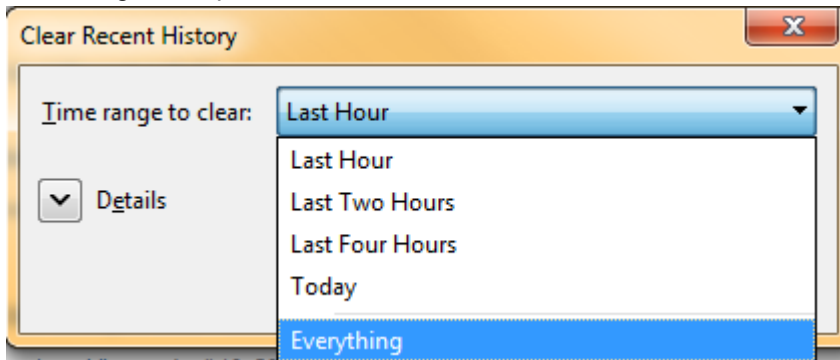 Clear Recent History
Time range to clear: Last Hour
Last Hour
Last Two Hours
Details
Last Four Hours
Today
Everything